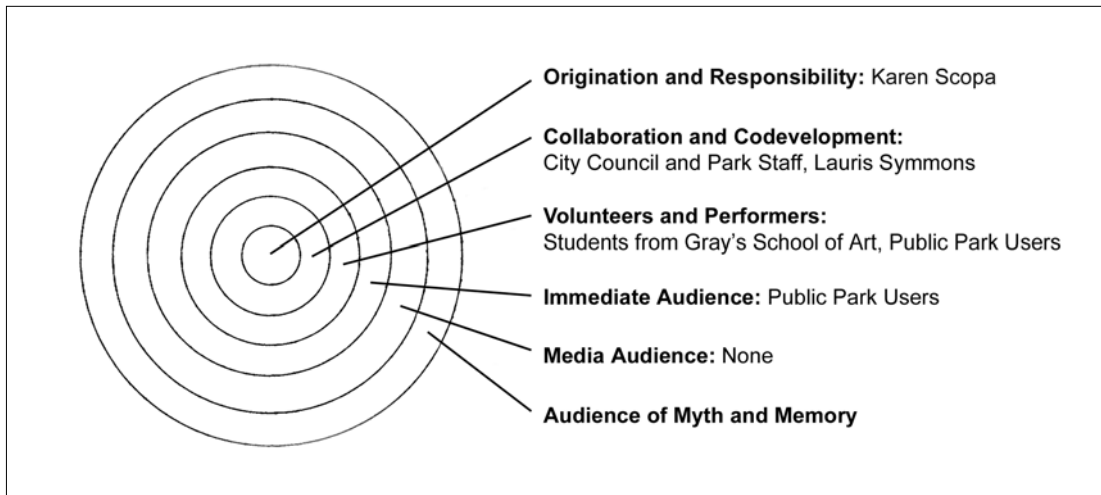 Origination and Responsibility: Karen Scopa
Collaboration and Codevelopment:
City Council and Park Staff, Lauris Symmons
Volunteers and Performers:
Students from Gray's School of Art, Public Park Users
Immediate Audience: Public Park Users
Media Audience: None
Audience of Myth and Memory